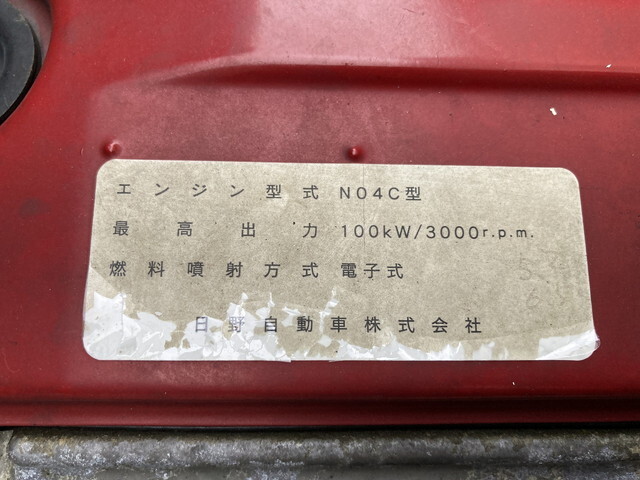 エンジン型式 N04C型
最高出力 100kW/3000r.p.m.
燃料噴射方式 電子式
日野自動車株式会社